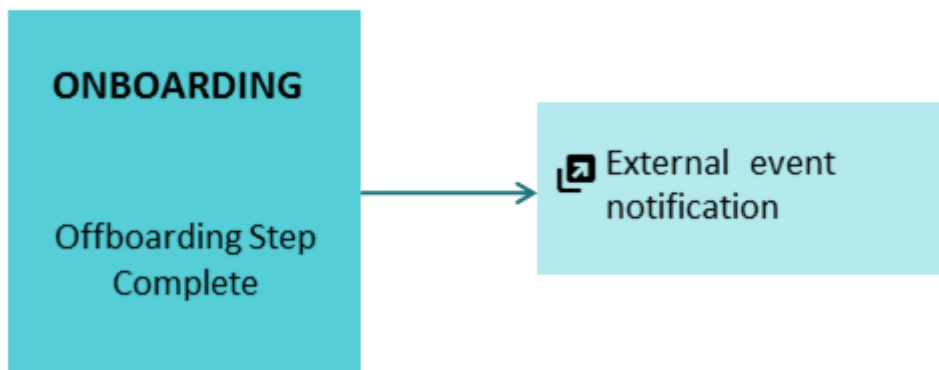 ONBOARDING
Offboarding Step
Complete
External event
notification